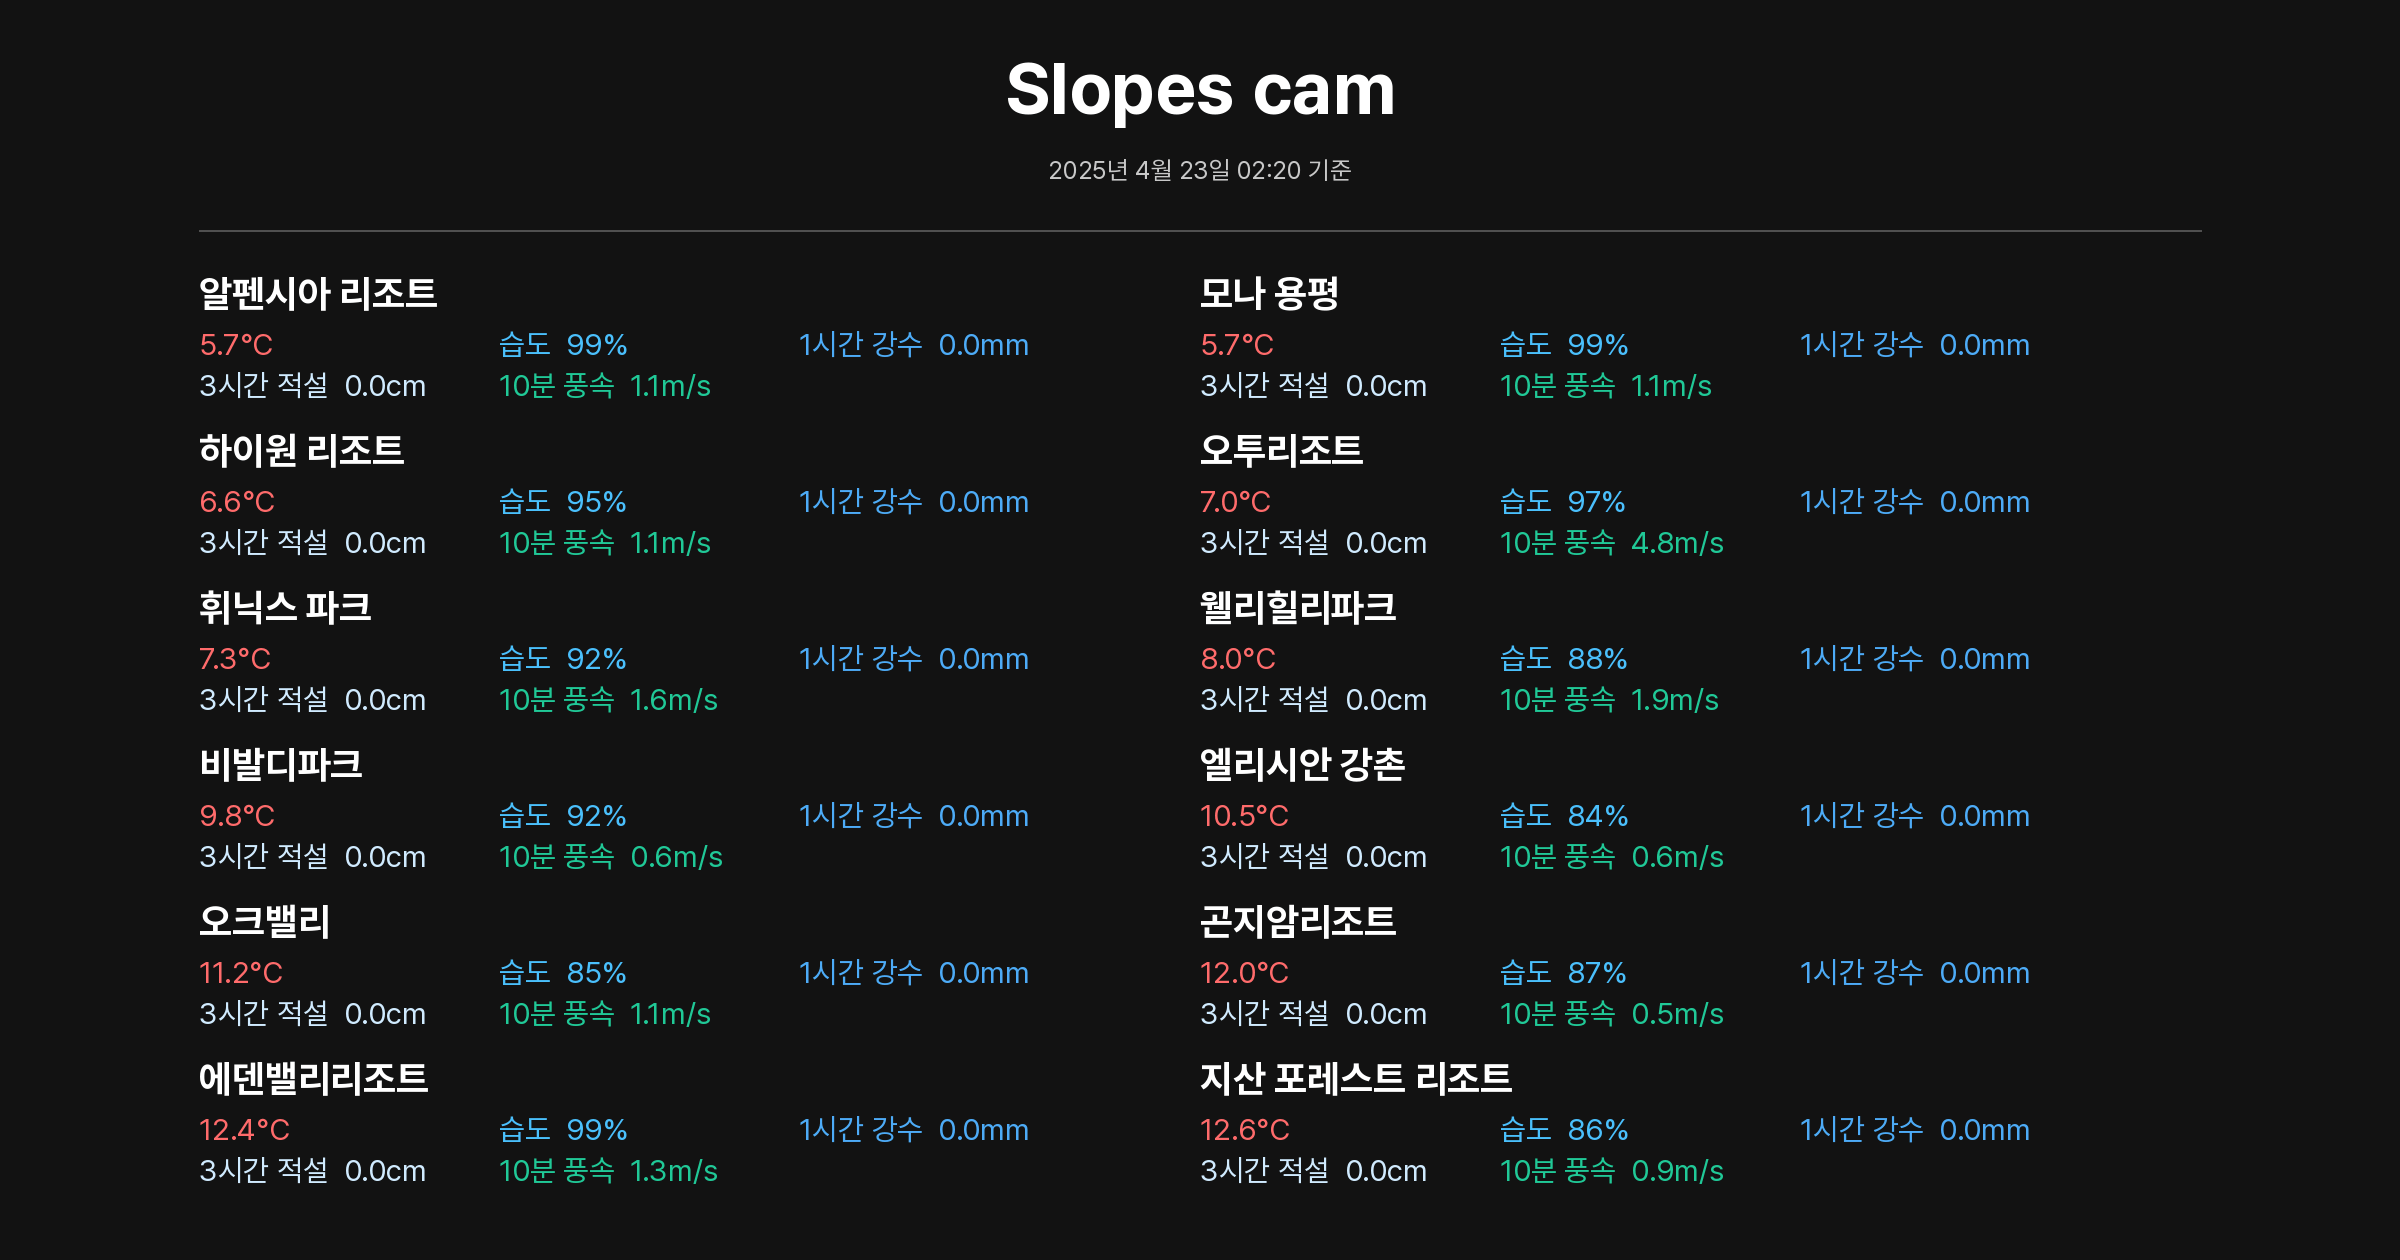 Slopes cam
2025년 4월 23일 02:20 기준
알펜시아 리조트
5.7°C 습도 99% 1시간 강수 0.0mm
3시간 적설 0.0cm 10분 풍속 1.1m/s
모나 용평
5.7°C 습도 99% 1시간 강수 0.0mm
3시간 적설 0.0cm 10분 풍속 1.1m/s
하이원 리조트
6.6°C 습도 95% 1시간 강수 0.0mm
3시간 적설 0.0cm 10분 풍속 1.1m/s
오투리조트
7.0°C 습도 97% 1시간 강수 0.0mm
3시간 적설 0.0cm 10분 풍속 4.8m/s
휘닉스 파크
7.3°C 습도 92% 1시간 강수 0.0mm
3시간 적설 0.0cm 10분 풍속 1.6m/s
웰리힐리파크
8.0°C 습도 88% 1시간 강수 0.0mm
3시간 적설 0.0cm 10분 풍속 1.9m/s
비발디파크
9.8°C 습도 92% 1시간 강수 0.0mm
3시간 적설 0.0cm 10분 풍속 0.6m/s
엘리시안 강촌
10.5°C 습도 84% 1시간 강수 0.0mm
3시간 적설 0.0cm 10분 풍속 0.6m/s
오크밸리
11.2°C 습도 85% 1시간 강수 0.0mm
3시간 적설 0.0cm 10분 풍속 1.1m/s
곤지암리조트
12.0°C 습도 87% 1시간 강수 0.0mm
3시간 적설 0.0cm 10분 풍속 0.5m/s
에덴밸리리조트
12.4°C 습도 99% 1시간 강수 0.0mm
3시간 적설 0.0cm 10분 풍속 1.3m/s
지산 포레스트 리조트
12.6°C 습도 86% 1시간 강수 0.0mm
3시간 적설 0.0cm 10분 풍속 0.9m/s